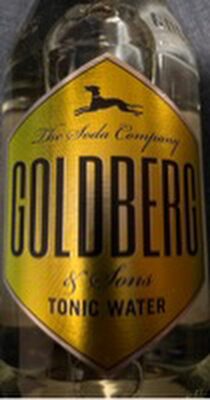 The Soda Company
GOLDBERG
& Sons
TONIC WATER